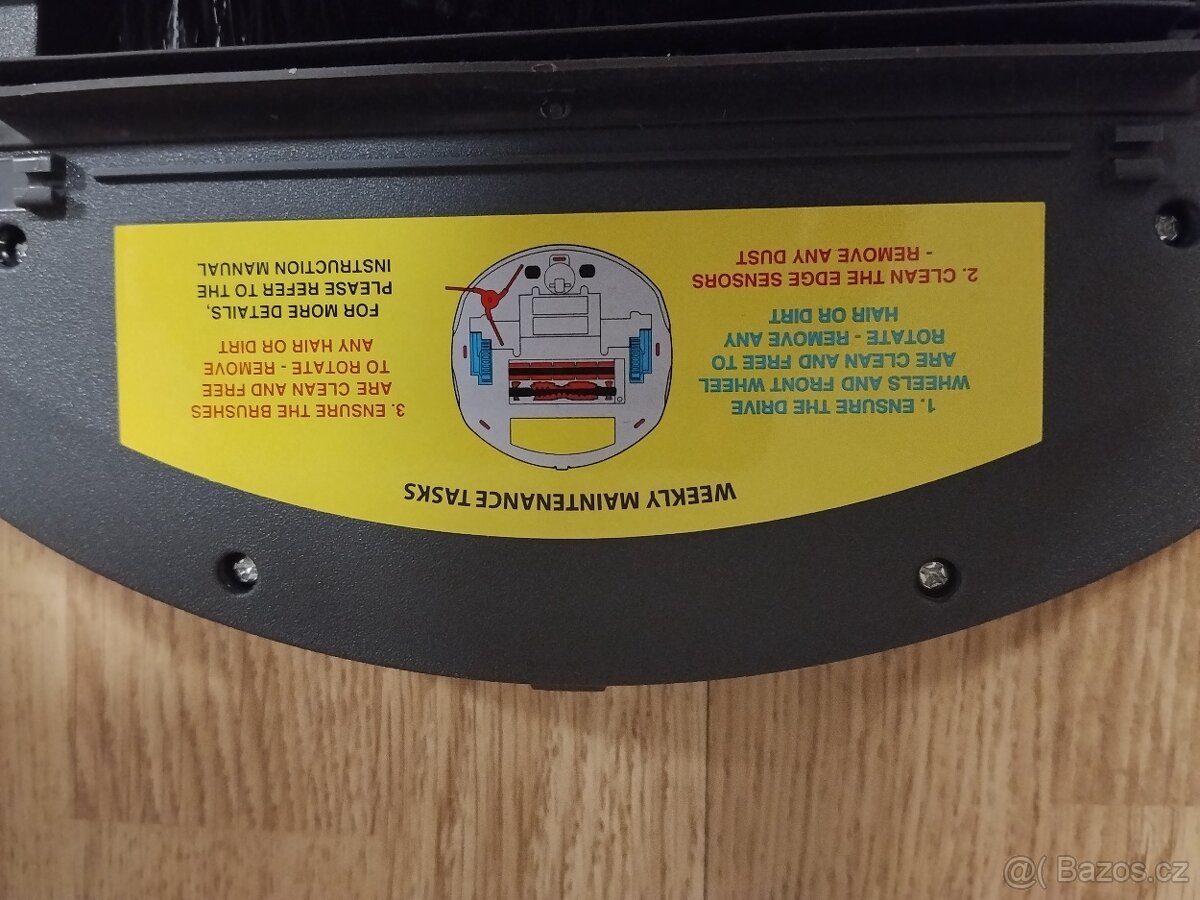 WEEKLY MAINTENANCE TASKS
1. ENSURE THE DRIVE
WHEELS AND FRONT WHEEL
ARE CLEAN AND FREE TO
ROTATE - REMOVE ANY
HAIR OR DIRT
2. CLEAN THE EDGE SENSORS
- REMOVE ANY DUST
3. ENSURE THE BRUSHES
ARE CLEAN AND FREE
TO ROTATE - REMOVE
ANY HAIR OR DIRT
FOR MORE DETAILS,
PLEASE REFER TO THE
INSTRUCTION MANUAL
@( Bazos.cz